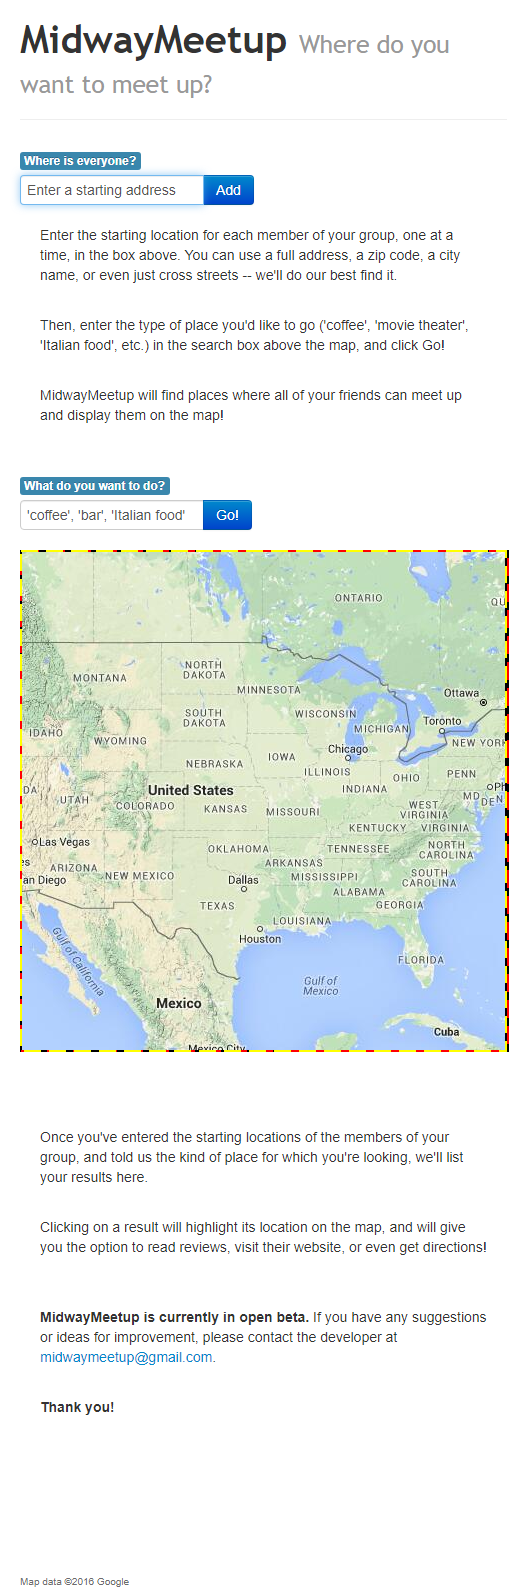 MidwayMeetup Where do you
want to meet up?
Where is everyone?
Enter a starting address Add
Enter the starting location for each member of your group, one at a
time, in the box above. You can use a full address, a zip code, a city
name, or even just cross streets -- we'll do our best find it.
Then, enter the type of place you'd like to go ('coffee', 'movie theater',
'Italian food', etc.) in the search box above the map, and click Go!
MidwayMeetup will find places where all of your friends can meet up
and display them on the map!
What do you want to do?
'coffee', 'bar', 'Italian food' Go!
ONTARIO
QU
MONTANA
NORTH
DAKOTA
MINNESOTA
Ottawa
SOUTH
DAKOTA
WISCONSIN
MICHIGAN
Toronto
IDAHO
WYOMING
Chicago
NEW YORK
IOWA
NEBRASKA
ILLINOIS
OHIO
PENN
United States
INDIANA
oPh
DA
UTAH
COLORADO
KANSAS
MISSOURI
WEST
VIRGINIA
MD
DEN
KENTUCKY
VIRGINIA
Las Vegas
OKLAHOMA
TENNESSEE
NORTH
CAROLINA
es
ARIZONA
NEW MEXICO
ARKANSAS
MISSISSIPPI
SOUTH
CAROLINA
an Diego
Dallas
ALABAMA
TEXAS
GEORGIA
LOUISIANA
Houston
FLORIDA
Gulf of
California
Gulf of
Mexico
Mexico
Cuba
Mexico City
Once you've entered the starting locations of the members of your
group, and told us the kind of place for which you're looking, we'll list
your results here.
Clicking on a result will highlight its location on the map, and will give
you the option to read reviews, visit their website, or even get directions!
MidwayMeetup is currently in open beta. If you have any suggestions
or ideas for improvement, please contact the developer at
midwaymeetup@gmail.com.
Thank you!
Map data ©2016 Google